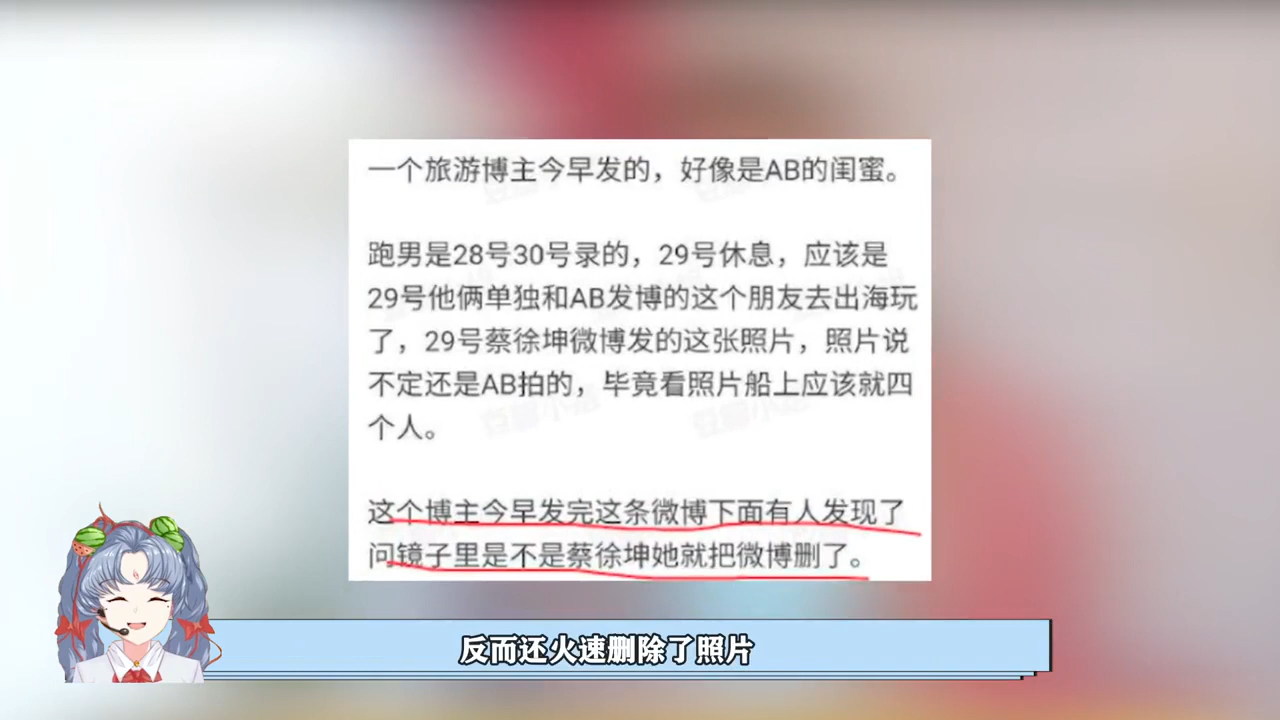 一个旅游博主今早发的，好像是AB的闺蜜。
跑男是28号30号录的，29号休息，应该是
29号他俩单独和AB发博的这个朋友去出海玩
了，29号蔡徐坤微博发的这张照片，照片说
不定还是AB拍的，毕竟看照片船上应该就四
个人。
这个博主今早发完这条微博下面有人发现了
问镜子里是不是蔡徐坤她就把微博删了。
反而还火速删除了照片